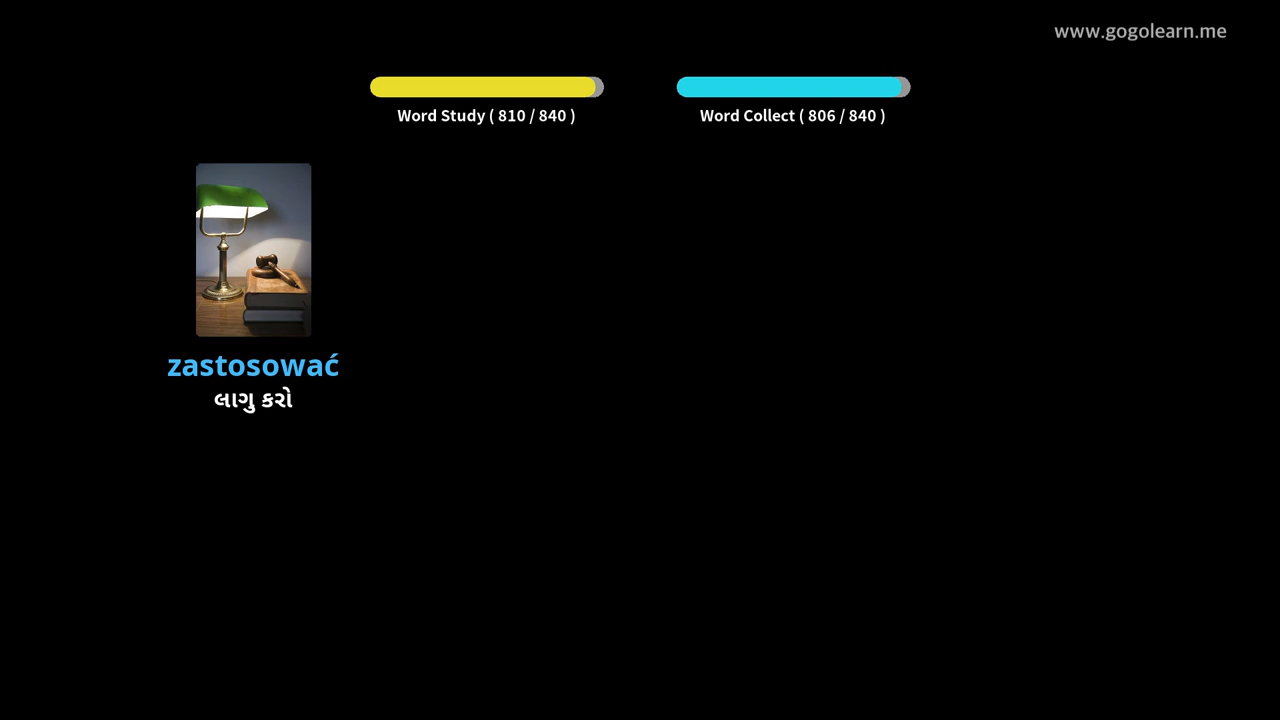 www.gogolearn.me
Word Study ( 810 / 840 )
Word Collect ( 806 / 840 )
zastosować
લાગુ કરો